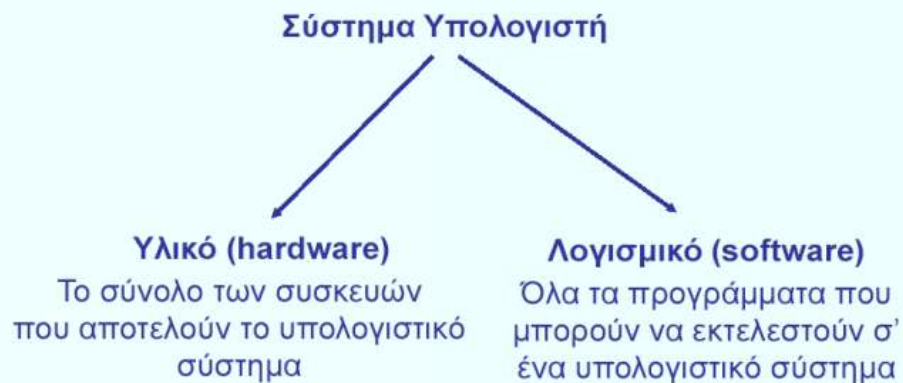 Σύστημα Υπολογιστή
Υλικό (hardware)
Το σύνολο των συσκευών
που αποτελούν το υπολογιστικό
σύστημα
Λογισμικό (software)
Όλα τα προγράμματα που
μπορούν να εκτελεστούν σ’
ένα υπολογιστικό σύστημα